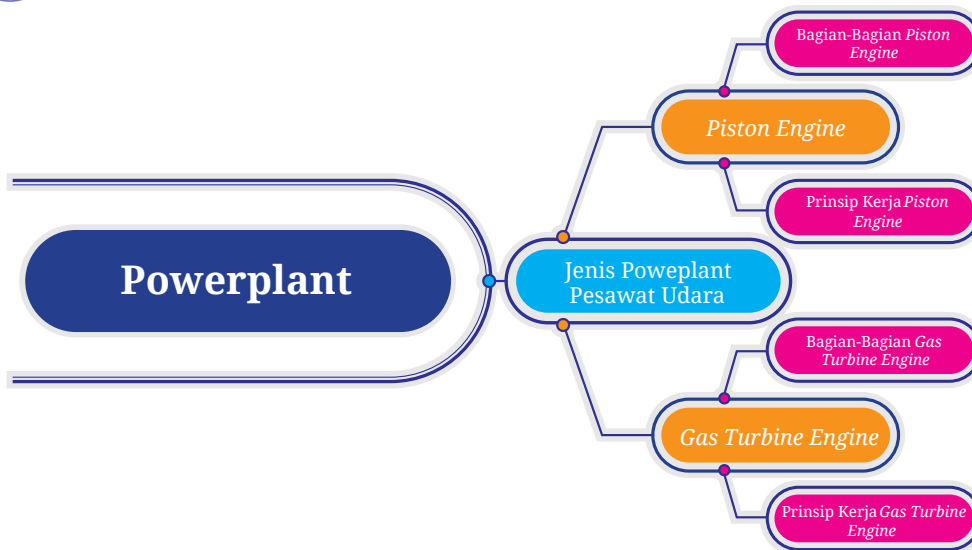 Bagian-Bagian Piston
Engine
Piston Engine
Prinsip Kerja Piston
Engine
Powerplant
Jenis Poweplant
Pesawat Udara
Bagian-Bagian Gas
Turbine Engine
Gas Turbine Engine
Prinsip Kerja Gas Turbine
Engine